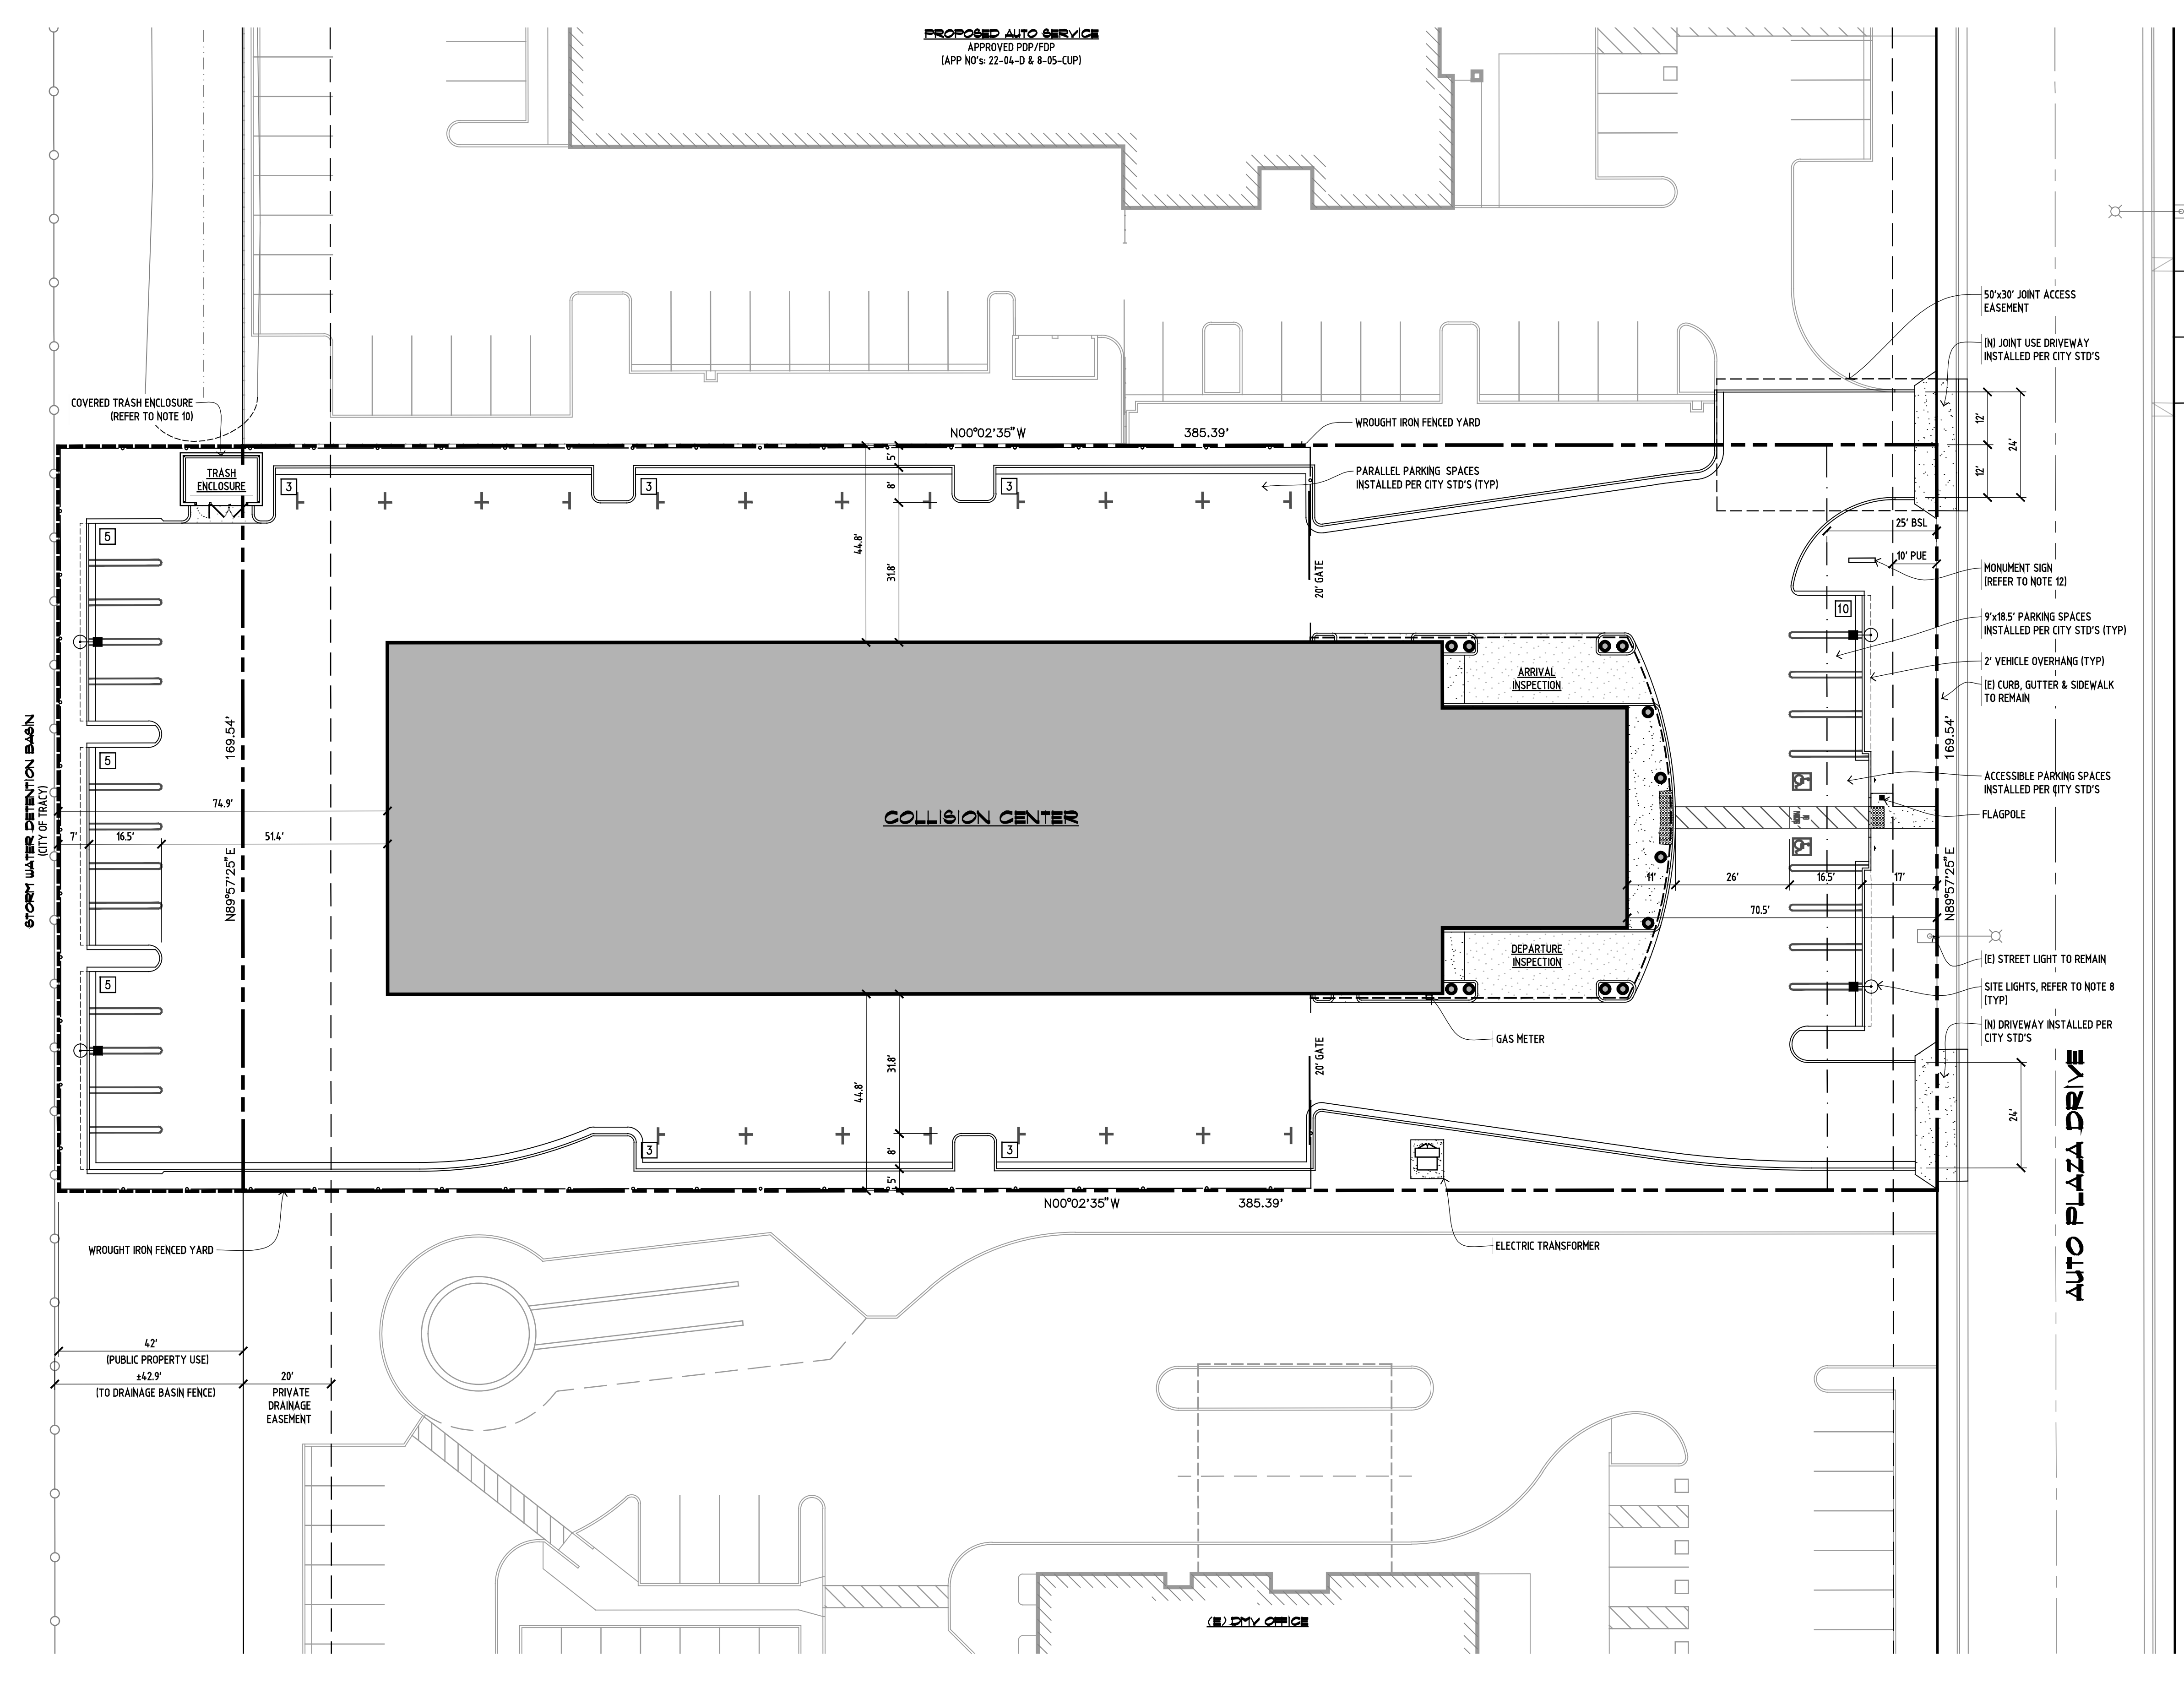 PROPOSED AUTO SERVICE
APPROVED PDP/FDP
(APP NO's: 22-04-D & 8-05-CUP)
50'x30' JOINT ACCESS
EASEMENT
(N) JOINT USE DRIVEWAY
INSTALLED PER CITY STD'S
COVERED TRASH ENCLOSURE
(REFER TO NOTE 10)
N00°02'35"W
385.39'
WROUGHT IRON FENCED YARD
12'
24'
12'
TRASH
ENCLOSURE
5'
8'
3
3
3
PARALLEL PARKING SPACES
INSTALLED PER CITY STD'S (TYP)
25' BSL
10' PUE
5
44.8'
31.8'
20' GATE
MONUMENT SIGN
(REFER TO NOTE 12)
10
9'x18.5' PARKING SPACES
INSTALLED PER CITY STD'S (TYP)
2' VEHICLE OVERHANG (TYP)
(E) CURB, GUTTER & SIDEWALK
TO REMAIN
ARRIVAL
INSPECTION
STORM WATER DETENTION BASIN
(CITY OF TRACY)
169.54'
N89°57'25"E
169.54'
N89°57'25"E
5
ACCESSIBLE PARKING SPACES
INSTALLED PER CITY STD'S
74.9'
COLLISION CENTER
FLAGPOLE
7'
16.5'
51.4'
11'
26'
16.5'
17'
70.5'
DEPARTURE
INSPECTION
(E) STREET LIGHT TO REMAIN
5
SITE LIGHTS, REFER TO NOTE 8
(TYP)
(N) DRIVEWAY INSTALLED PER
CITY STD'S
GAS METER
20' GATE
31.8'
44.8'
24'
3
3
8'
5'
N00°02'35"W
385.39'
AUTO PLAZA DRIVE
WROUGHT IRON FENCED YARD
ELECTRIC TRANSFORMER
42'
(PUBLIC PROPERTY USE)
±42.9'
(TO DRAINAGE BASIN FENCE)
20'
PRIVATE
DRAINAGE
EASEMENT
(E) DMV OFFICE